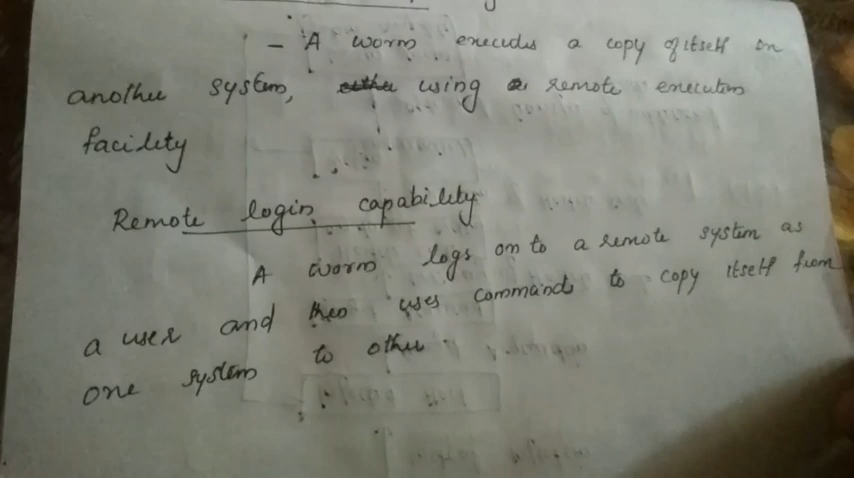 - A worm executes a copy of itself on
another system, using a remote execution
facility
Remote login capability
A worm logs on to a remote system as
a user and then uses commands to copy itself from
one system to other